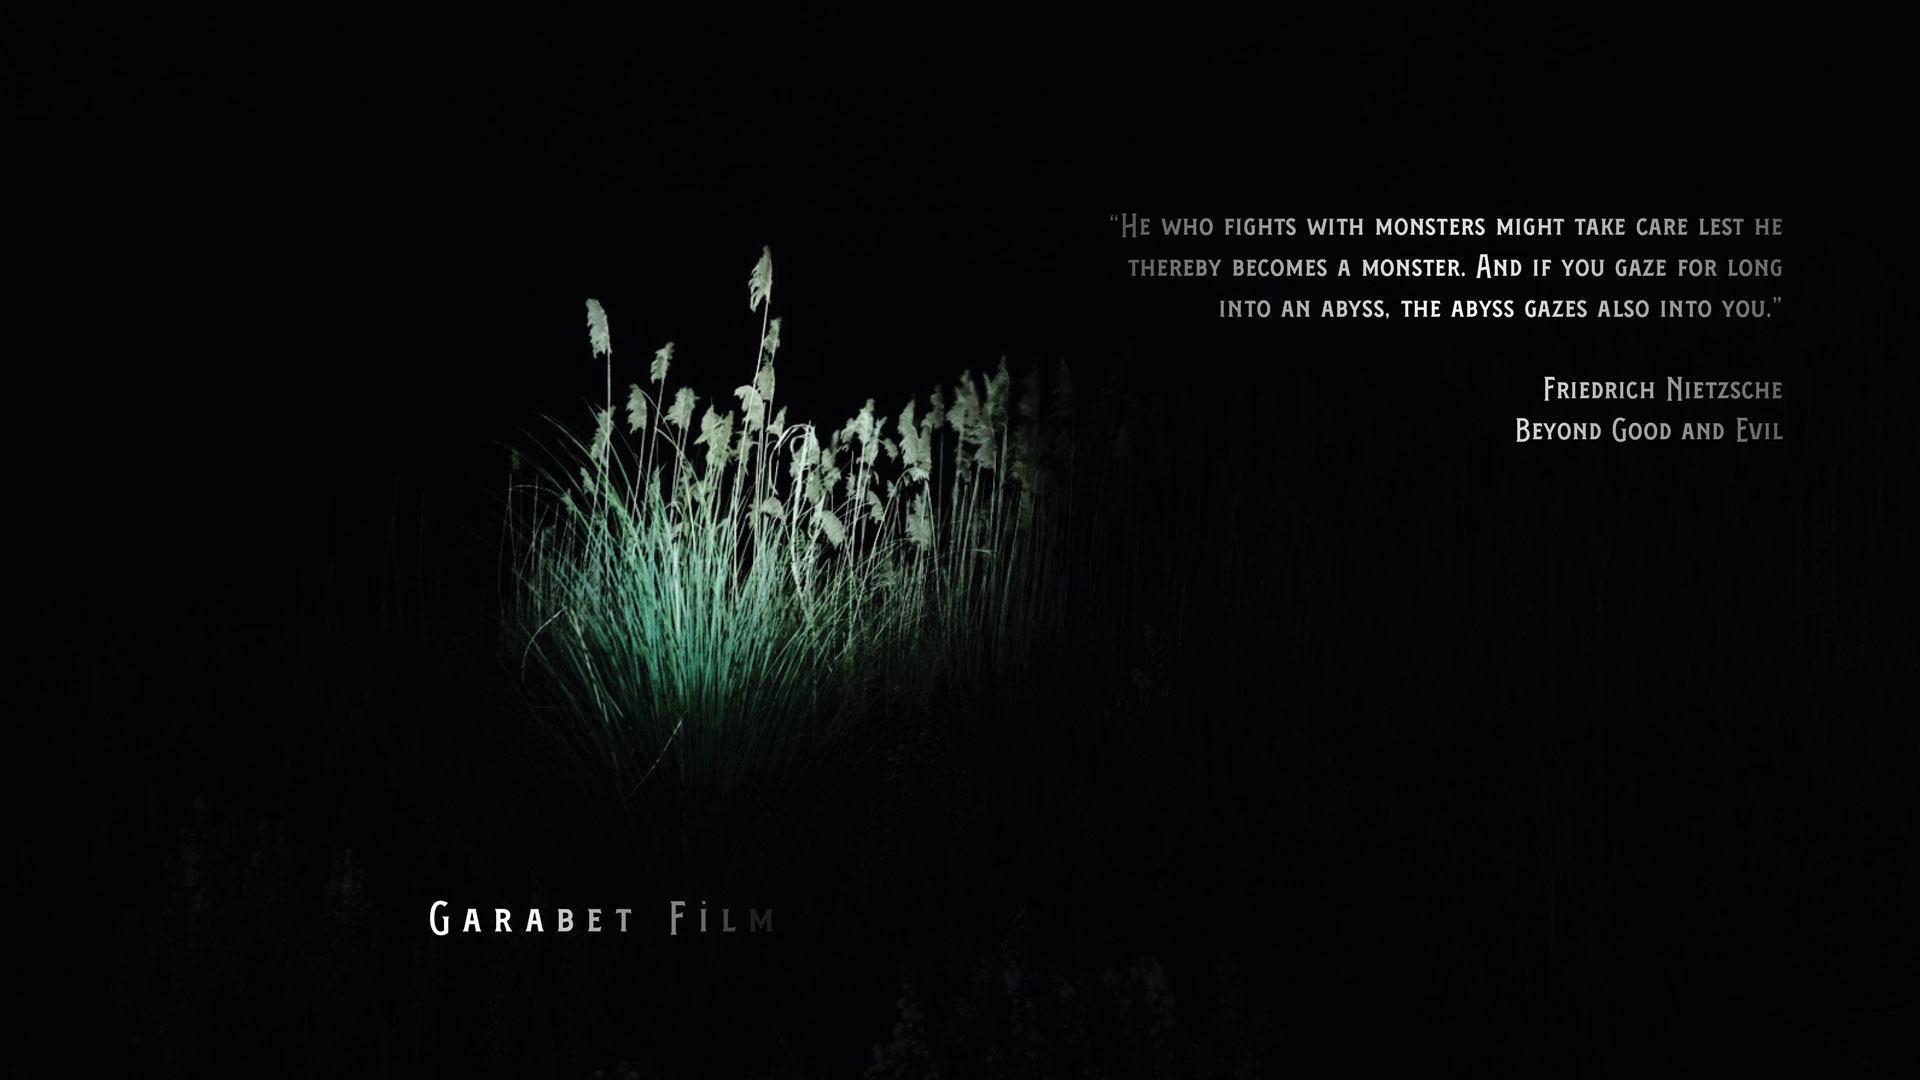 “He who fights with monsters might take care lest he
thereby becomes a monster. And if you gaze for long
into an abyss, the abyss gazes also into you.”
Friedrich Nietzsche
Beyond Good and Evil
Garabet Film